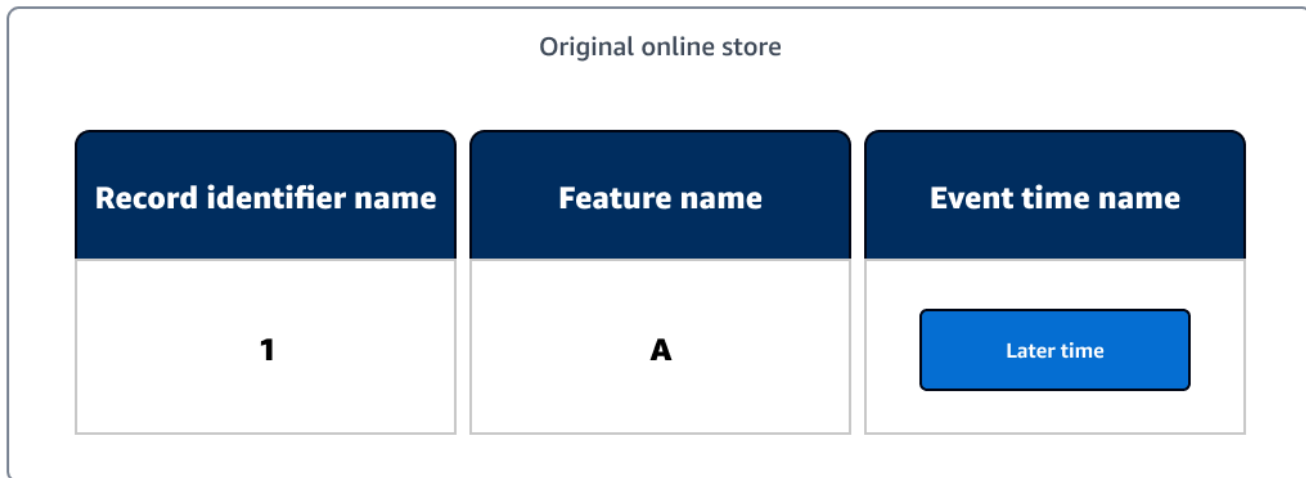 Original online store
Record identifier name Feature name Event time name
1 A Later time